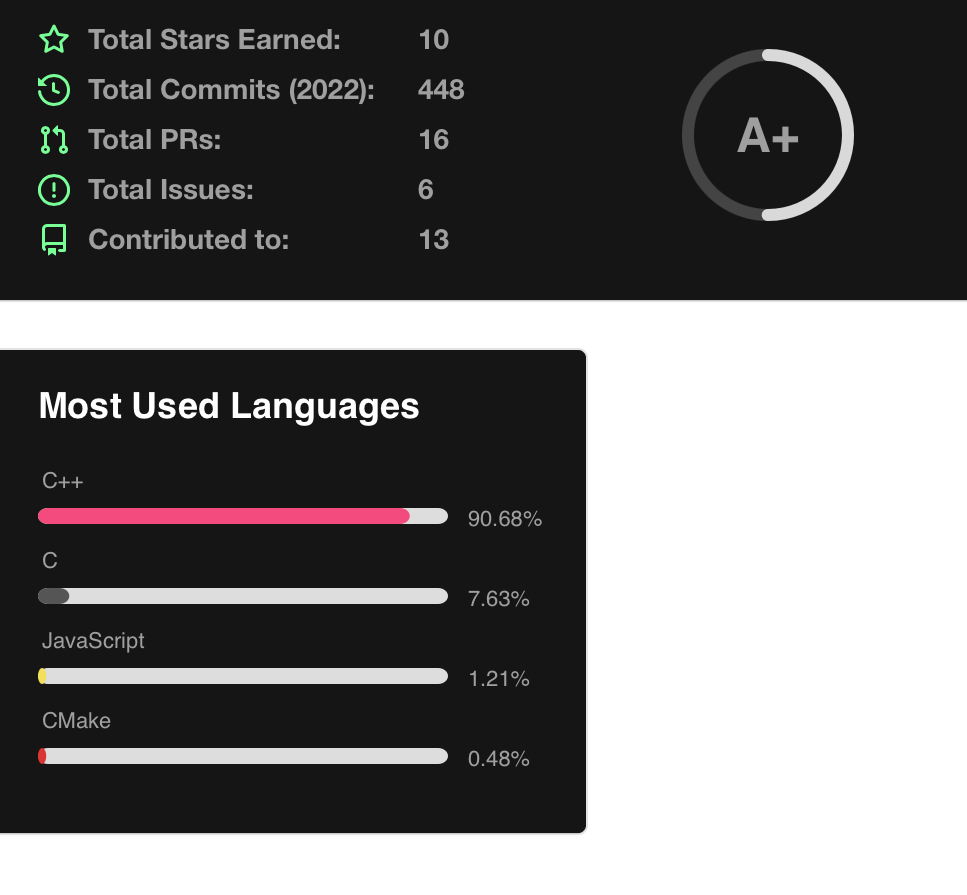 Total Stars Earned: 10
Total Commits (2022): 448
Total PRs: 16
Total Issues: 6
Contributed to: 13
A+
Most Used Languages
C++
90.68%
C
7.63%
JavaScript
1.21%
CMake
0.48%